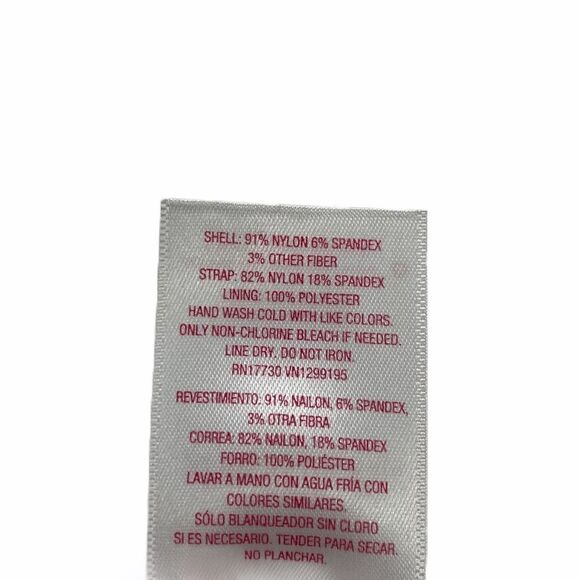 SHELL: 91% NYLON 6% SPANDEX
3% OTHER FIBER
STRAP: 82% NYLON 18% SPANDEX
LINING: 100% POLYESTER
HAND WASH COLD WITH LIKE COLORS.
ONLY NON-CHLORINE BLEACH IF NEEDED.
LINE DRY. DO NOT IRON.
RN17730 VN1299195
REVESTIMIENTO: 91% NAILON, 6% SPANDEX,
3% OTRA FIBRA
CORREA: 82% NAILON, 18% SPANDEX
FORRO: 100% POLIÉSTER
LAVAR A MANO CON AGUA FRÍA CON
COLORES SIMILARES.
SÓLO BLANQUEADOR SIN CLORO
SI ES NECESARIO. TENDER PARA SECAR.
NO PLANCHAR.